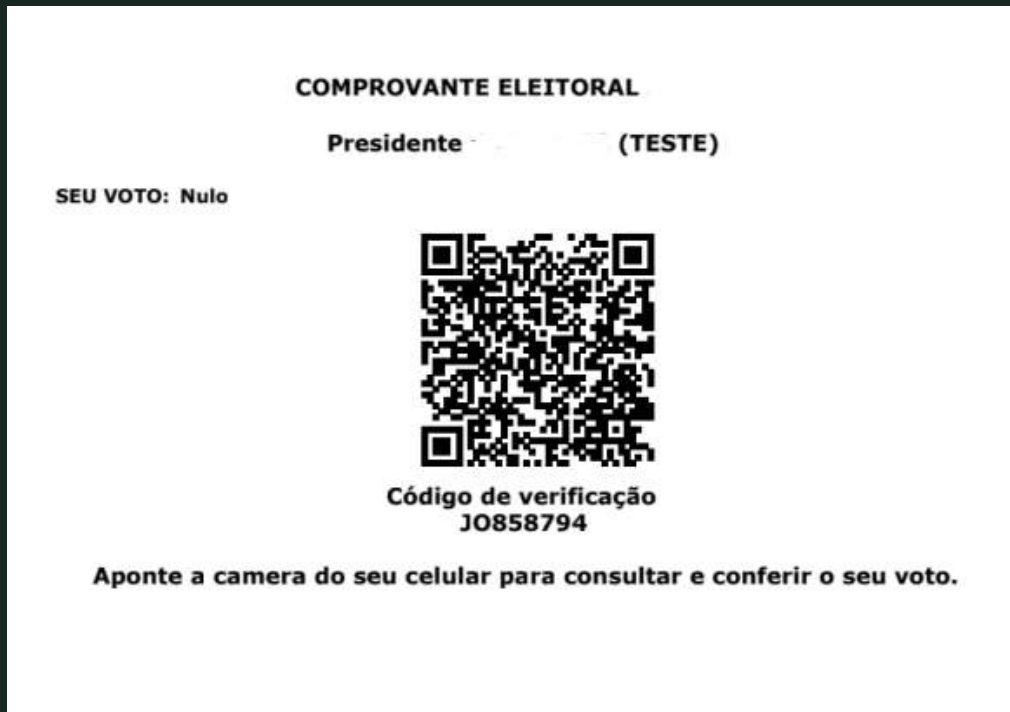 COMPROVANTE ELEITORAL
Presidente (TESTE)
SEU VOTO: Nulo
Código de verificação
JO858794
Aponte a camera do seu celular para consultar e conferir o seu voto.